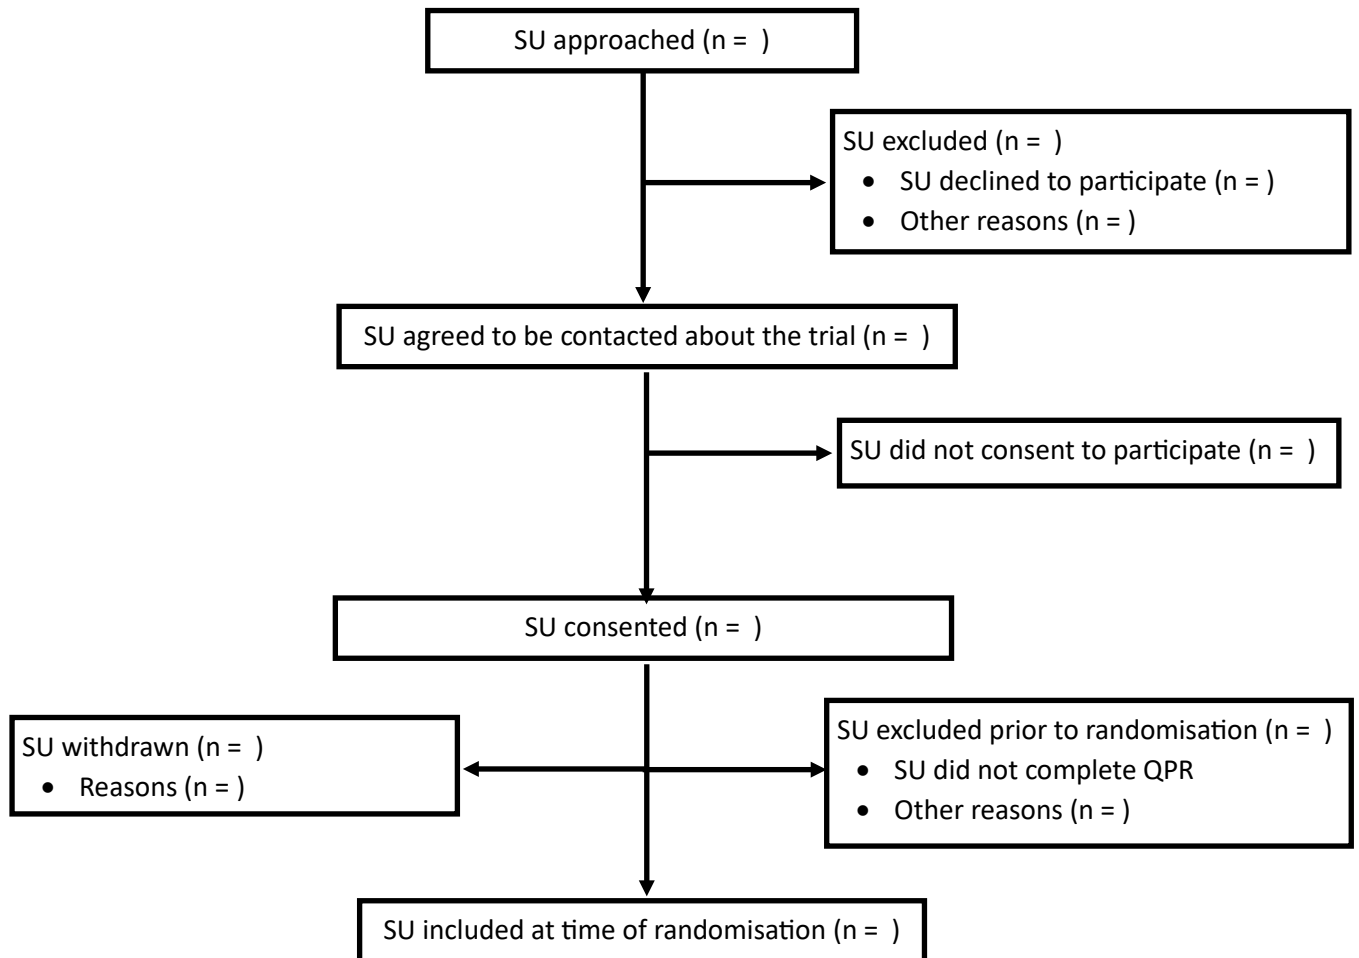 SU approached (n =  )
SU excluded (n =  )
• SU declined to participate (n = )
• Other reasons (n = )
SU agreed to be contacted about the trial (n =  )
SU did not consent to participate (n =  )
SU consented (n =  )
SU withdrawn (n =  )
• Reasons (n = )
SU excluded prior to randomisation (n =  )
• SU did not complete QPR
• Other reasons (n = )
SU included at time of randomisation (n =  )